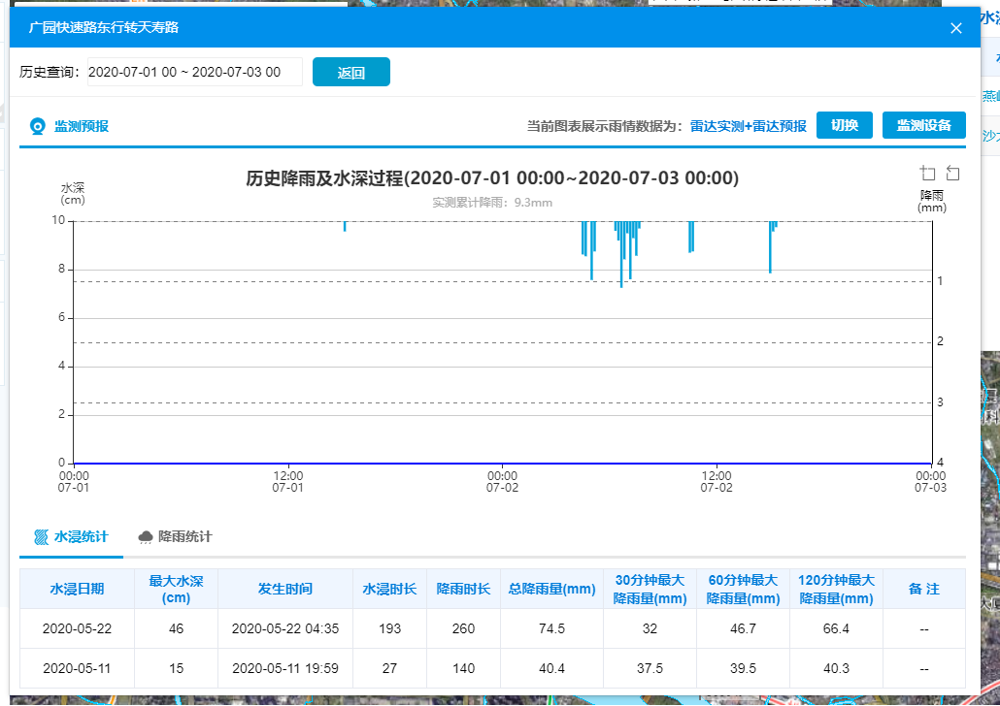 广园快速路东行转天寿路
历史查询: 2020-07-01 00 ~ 2020-07-03 00 返回
监测预报 当前图表展示雨情数据为: 雷达实测+雷达预报 切换 监测设备
历史降雨及水深过程(2020-07-01 00:00~2020-07-03 00:00)
实测累计降雨: 9.3mm
水深
(cm)
降雨
(mm)
10
8
6
4
2
0
1
2
3
4
00:00 12:00 00:00 12:00 00:00
07-01 07-01 07-02 07-02 07-03
水浸统计 降雨统计
水浸日期 最大水深(cm) 发生时间 水浸时长 降雨时长 总降雨量(mm) 30分钟最大降雨量(mm) 60分钟最大降雨量(mm) 120分钟最大降雨量(mm) 备 注
2020-05-22 46 2020-05-22 04:35 193 260 74.5 32 46.7 66.4 --
2020-05-11 15 2020-05-11 19:59 27 140 40.4 37.5 39.5 40.3 --